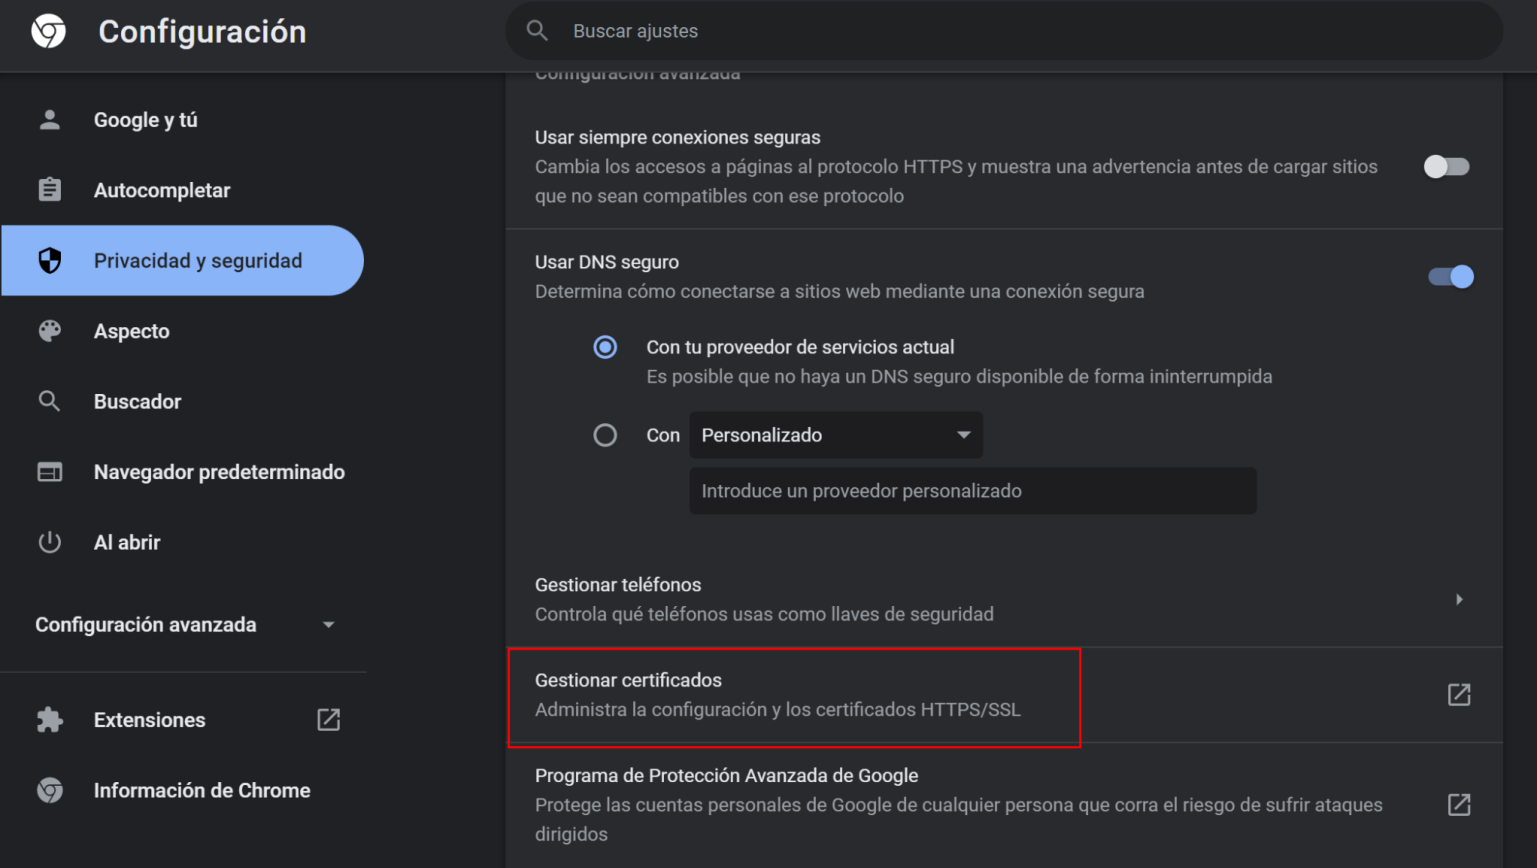 Configuración
Buscar ajustes
Google y tú
Autocompletar
Privacidad y seguridad
Aspecto
Buscador
Navegador predeterminado
Al abrir
Configuración avanzada
Extensiones
Información de Chrome
Configuración avanzada
Usar siempre conexiones seguras
Cambia los accesos a páginas al protocolo HTTPS y muestra una advertencia antes de cargar sitios
que no sean compatibles con ese protocolo
Usar DNS seguro
Determina cómo conectarse a sitios web mediante una conexión segura
Con tu proveedor de servicios actual
Es posible que no haya un DNS seguro disponible de forma ininterrumpida
Con Personalizado
Introduce un proveedor personalizado
Gestionar teléfonos
Controla qué teléfonos usas como llaves de seguridad
Gestionar certificados
Administra la configuración y los certificados HTTPS/SSL
Programa de Protección Avanzada de Google
Protege las cuentas personales de Google de cualquier persona que corra el riesgo de sufrir ataques
dirigidos